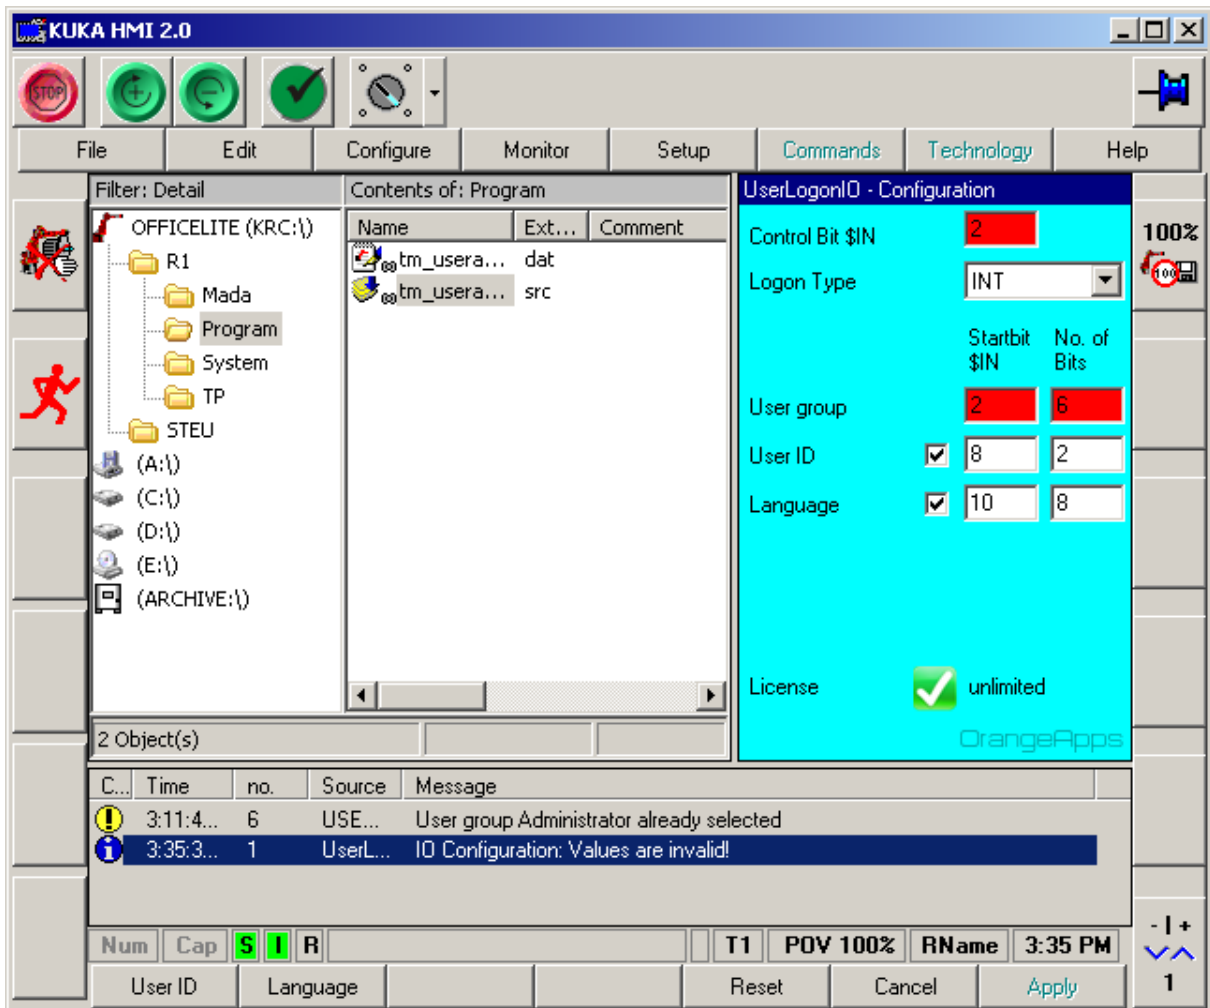 KUKA HMI 2.0
STOP
File Edit Configure Monitor Setup Commands Technology Help
Filter: Detail
OFFICELITE (KRC:\)
R1
Mada
Program
System
TP
STEU
(A:\)
(C:\)
(D:\)
(E:\)
(ARCHIVE:\)
Contents of: Program
Name Ext... Comment
tm_usera... dat
tm_usera... src
2 Object(s)
UserLogonIO - Configuration
Control Bit $IN 2
Logon Type INT
Startbit No. of
$IN Bits
User group 2 6
User ID 8 2
Language 10 8
License unlimited
OrangeApps
100%
100
C... Time no. Source Message
3:11:4... 6 USE... User group Administrator already selected
3:35:3... 1 UserL... IO Configuration: Values are invalid!
Num Cap S I R T1 POV 100% RName 3:35 PM
- | +
1
User ID Language Reset Cancel Apply